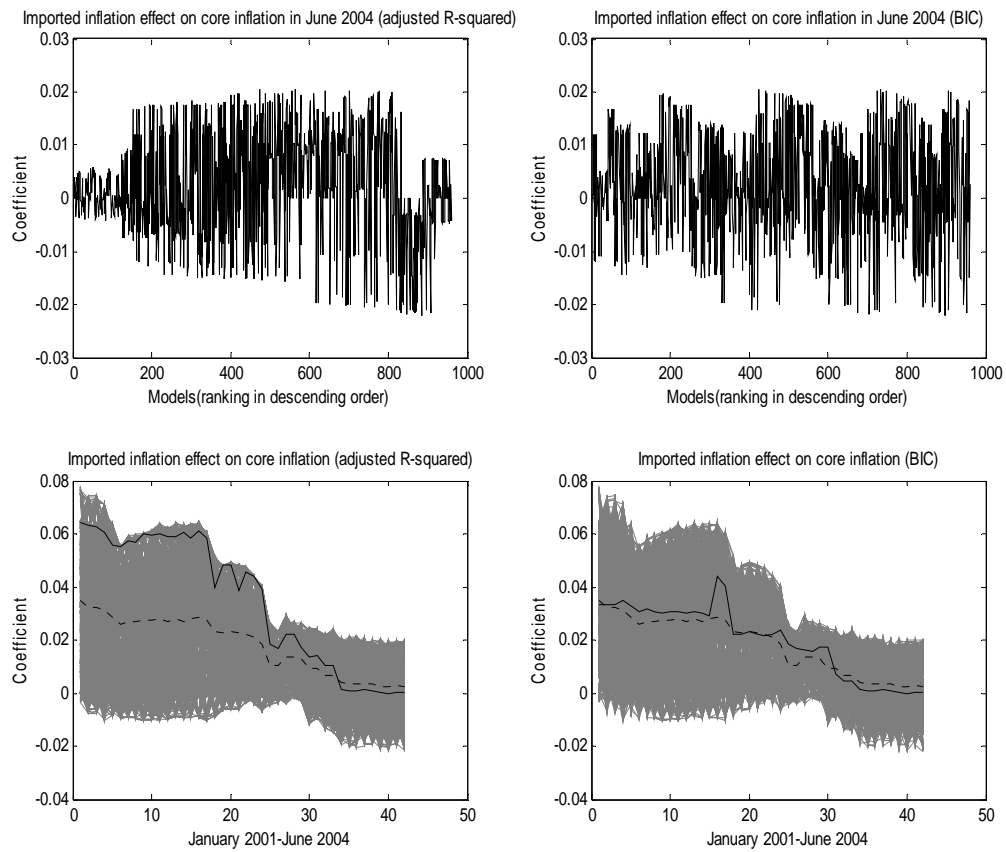 Imported inflation effect on core inflation in June 2004 (adjusted R-squared)
0.03
0.02
0.01
0
-0.01
-0.02
-0.03
Coefficient
0 200 400 600 800 1000
Models(ranking in descending order)
Imported inflation effect on core inflation in June 2004 (BIC)
0.03
0.02
0.01
0
-0.01
-0.02
-0.03
Coefficient
0 200 400 600 800 1000
Models(ranking in descending order)
Imported inflation effect on core inflation (adjusted R-squared)
0.08
0.06
0.04
0.02
0
-0.02
-0.04
Coefficient
0 10 20 30 40 50
January 2001-June 2004
Imported inflation effect on core inflation (BIC)
0.08
0.06
0.04
0.02
0
-0.02
-0.04
Coefficient
0 10 20 30 40 50
January 2001-June 2004